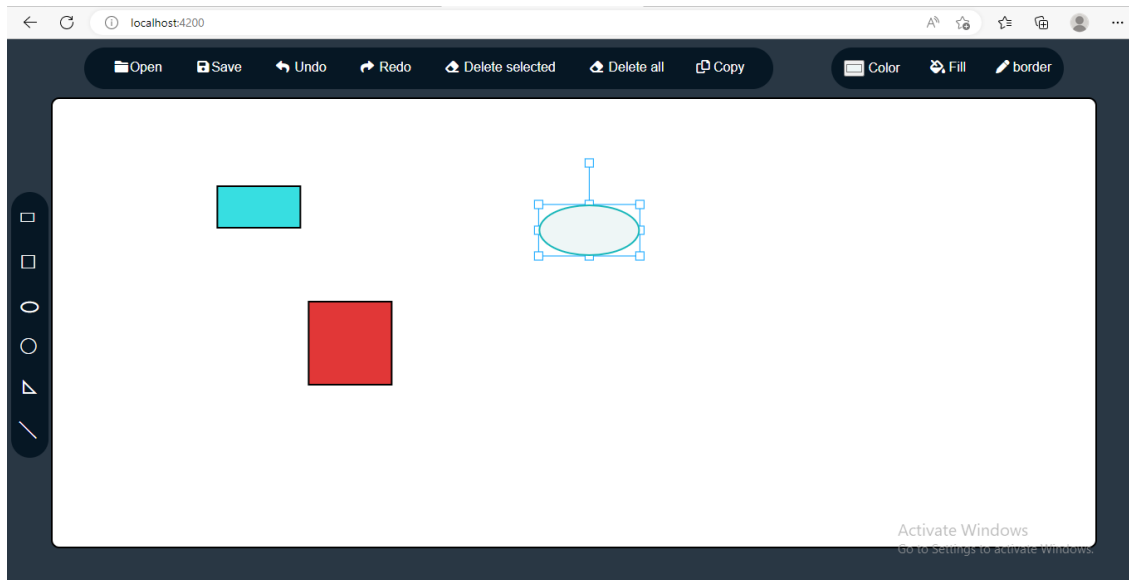 localhost:4200
Open Save Undo Redo Delete selected Delete all Copy Color Fill border
Activate Windows
Go to Settings to activate Windows.